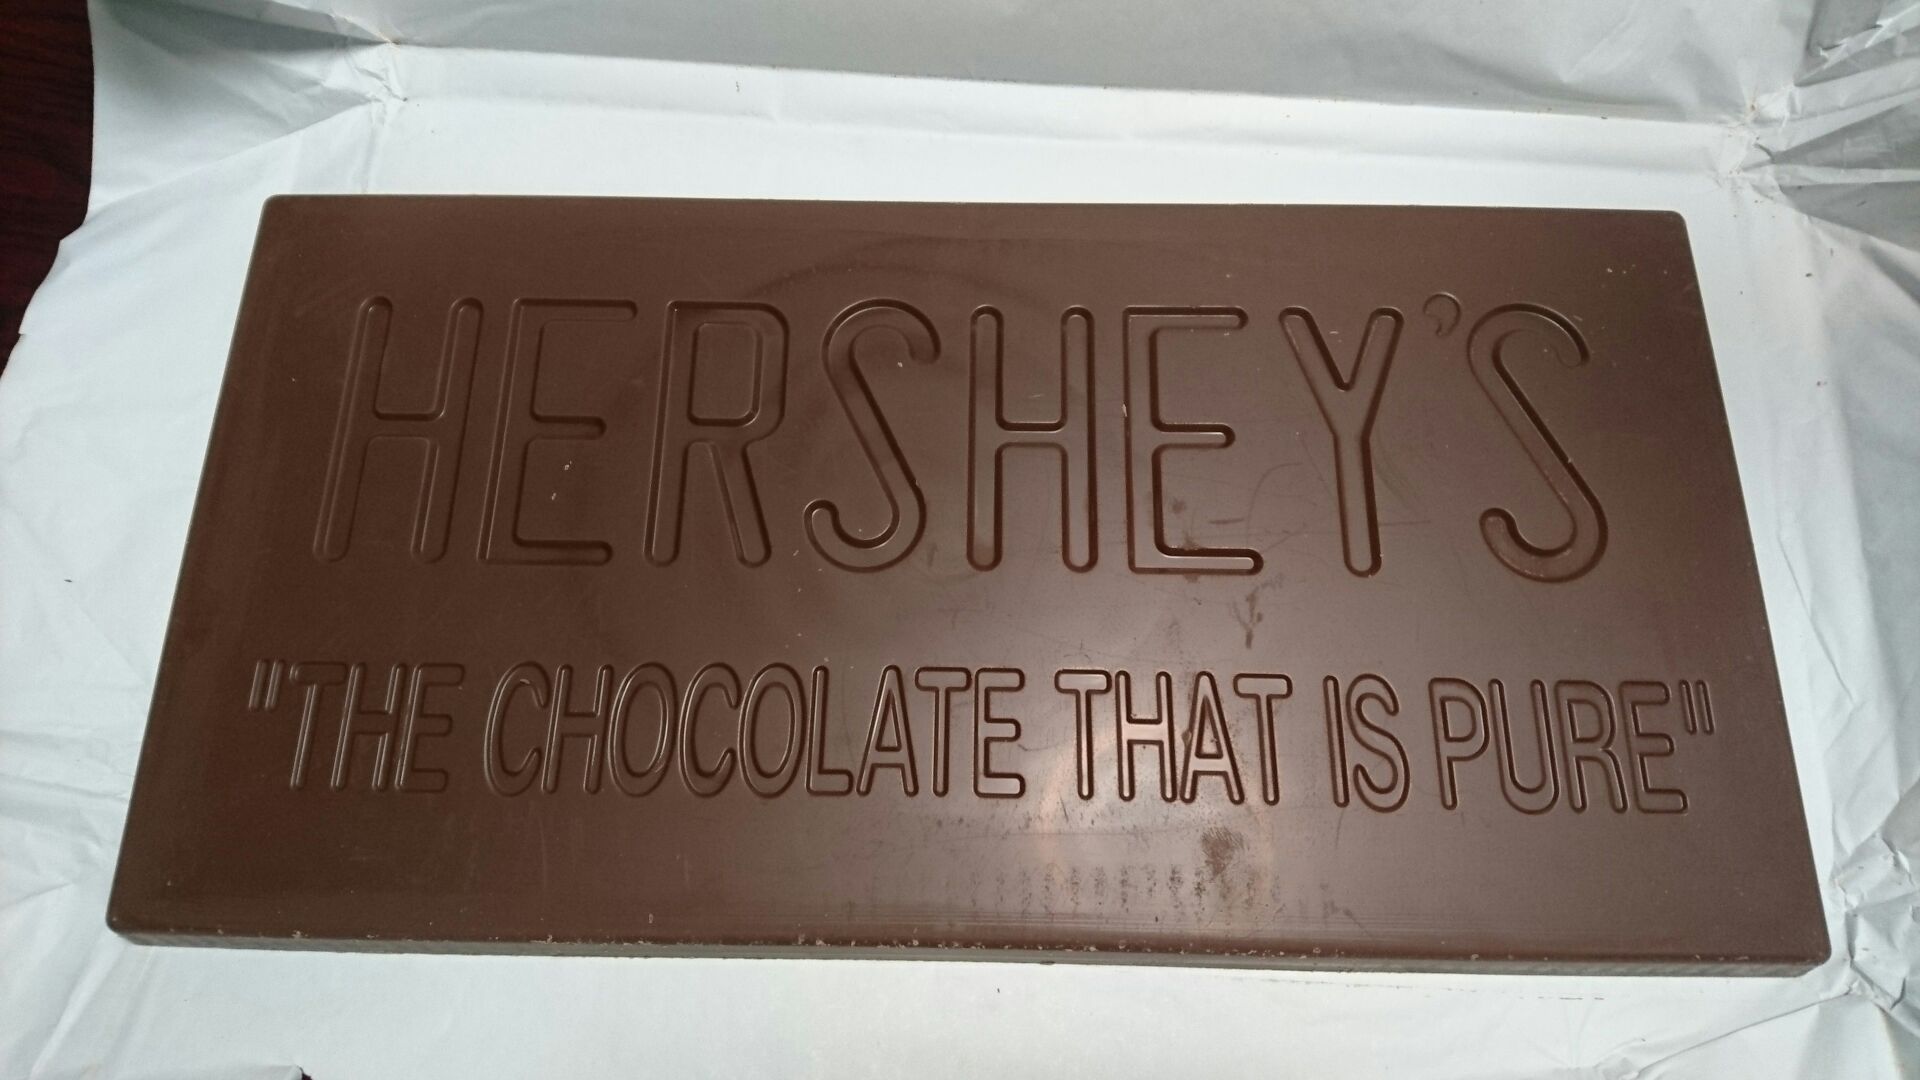 HERSHEY'S
"THE CHOCOLATE THAT IS PURE"